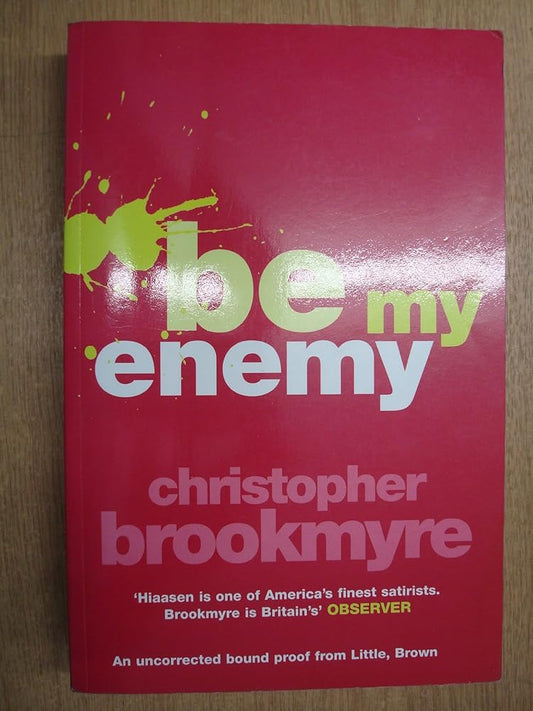 be my
enemy
christopher
brookmyre
‘Hiaasen is one of America’s finest satirists.
Brookmyre is Britain’s’ OBSERVER
An uncorrected bound proof from Little, Brown